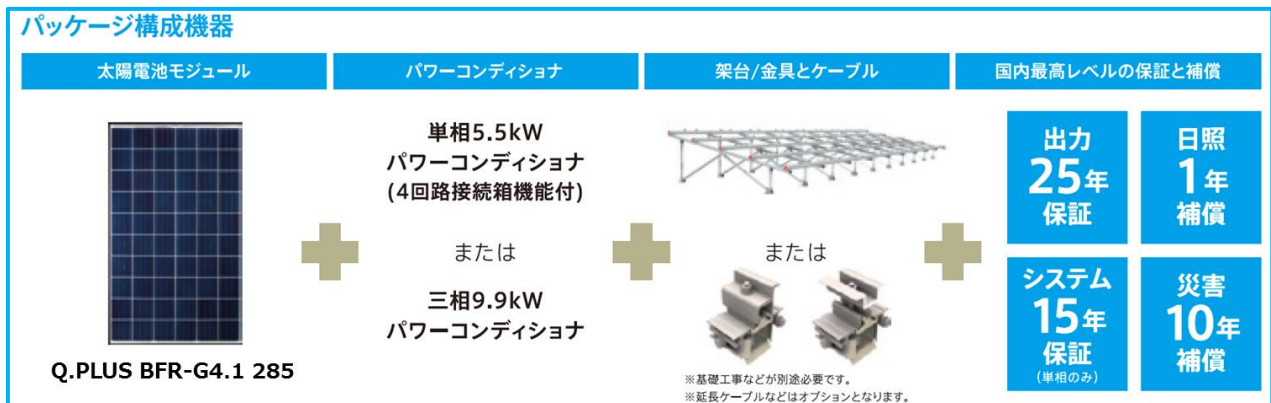 パッケージ構成機器
太陽電池モジュール
パワーコンディショナ
架台/金具とケーブル
国内最高レベルの保証と補償
Q.PLUS BFR-G4.1 285
単相5.5kW
パワーコンディショナ
(4回路接続箱機能付)
または
三相9.9kW
パワーコンディショナ
または
※基礎工事などが別途必要です。
※延長ケーブルなどはオプションとなります。
出力
25年
保証
日照
1年
補償
システム
15年
保証
(単相のみ)
災害
10年
補償